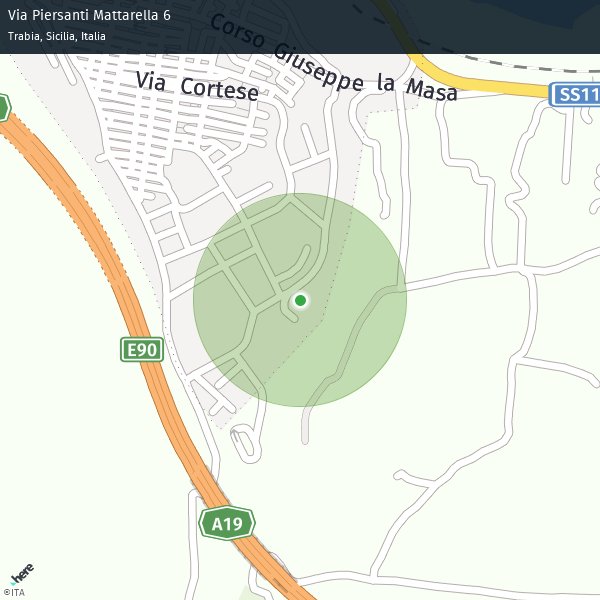 Via Piersanti Mattarella 6
Trabia, Sicilia, Italia
Corso Giuseppe la Masa
Via Cortese
SS11
E90
A19
here
©ITA